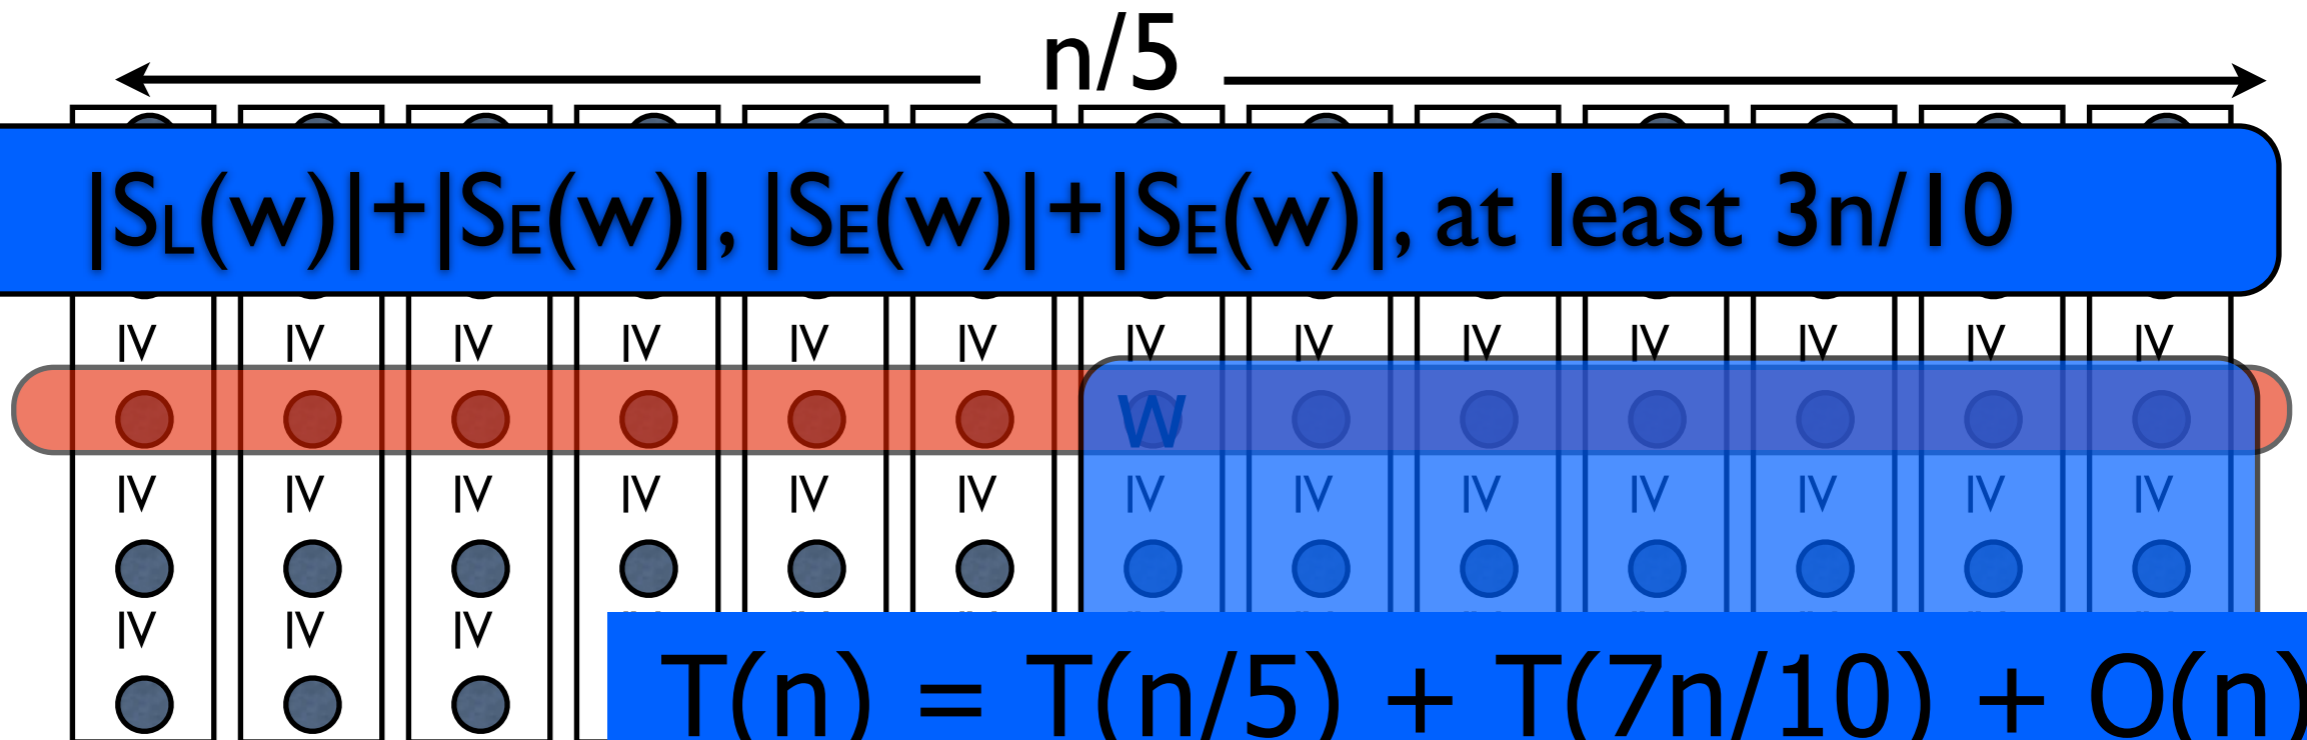 n/5
|SL(w)|+|SE(w)|, |SE(w)|+|SE(w)|, at least 3n/10
IV IV IV IV IV IV IV IV IV IV IV IV IV
W
IV IV IV IV IV IV IV IV IV IV IV IV IV
IV IV IV
T(n) = T(n/5) + T(7n/10) + O(n)